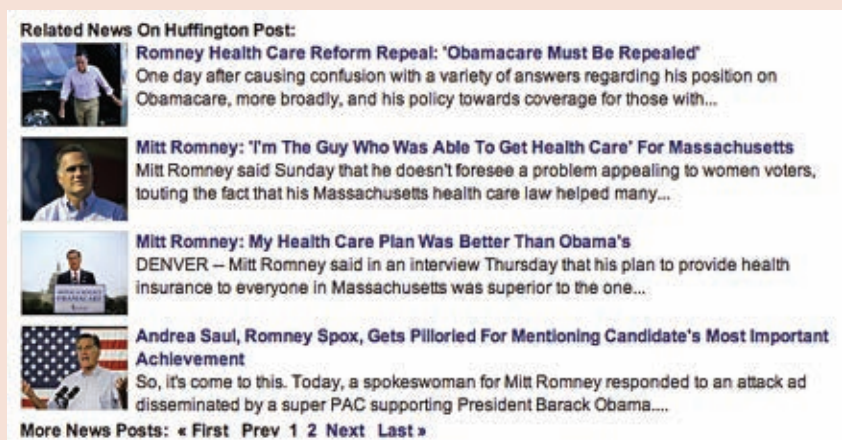 Related News On Huffington Post:
Romney Health Care Reform Repeal: 'Obamacare Must Be Repealed'
One day after causing confusion with a variety of answers regarding his position on
Obamacare, more broadly, and his policy towards coverage for those with...
Mitt Romney: 'I'm The Guy Who Was Able To Get Health Care' For Massachusetts
Mitt Romney said Sunday that he doesn't foresee a problem appealing to women voters,
touting the fact that his Massachusetts health care law helped many...
Mitt Romney: My Health Care Plan Was Better Than Obama's
DENVER -- Mitt Romney said in an interview Thursday that his plan to provide health
insurance to everyone in Massachusetts was superior to the one...
OBAMACARE
Andrea Saul, Romney Spox, Gets Pilloried For Mentioning Candidate's Most Important
Achievement
So, it's come to this. Today, a spokeswoman for Mitt Romney responded to an attack ad
disseminated by a super PAC supporting President Barack Obama....
More News Posts: « First Prev 1 2 Next Last »